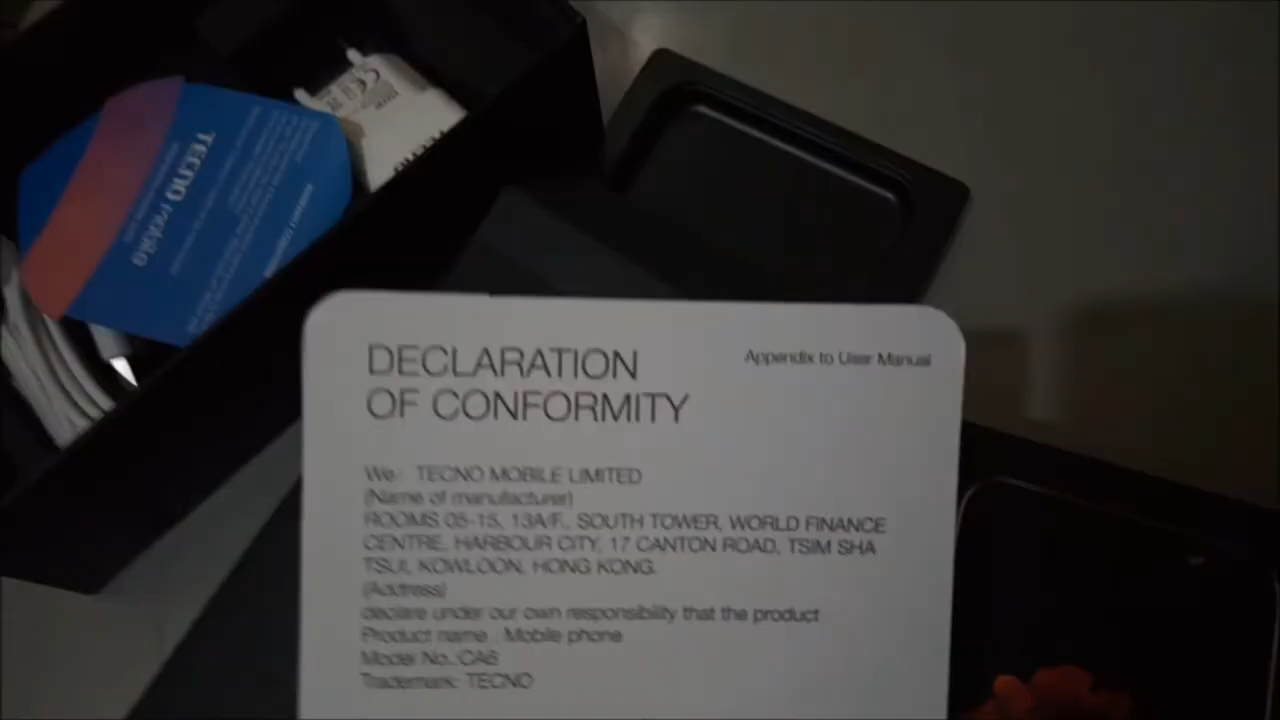 TECNO mobile
TECNO
DECLARATION
OF CONFORMITY
Appendix to User Manual
We : TECNO MOBILE LIMITED
(Name of manufacturer)
ROOMS 05-15, 13A/F., SOUTH TOWER, WORLD FINANCE
CENTRE, HARBOUR CITY, 17 CANTON ROAD, TSIM SHA
TSUI, KOWLOON, HONG KONG.
(Address)
declare under our own responsibility that the product
Product name : Mobile phone
Model No.:CA6
Trademark: TECNO